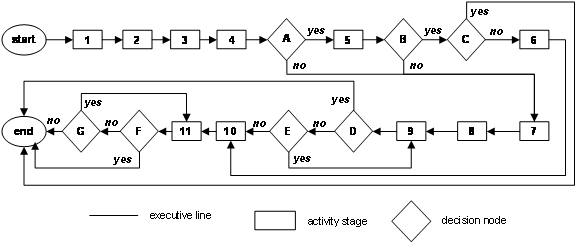 yes
start
1
2
3
4
A
yes
5
B
yes
C
no
6
no
no
yes
yes
end
no
G
no
F
11
10
no
E
no
D
9
8
7
yes
yes
executive line
activity stage
decision node